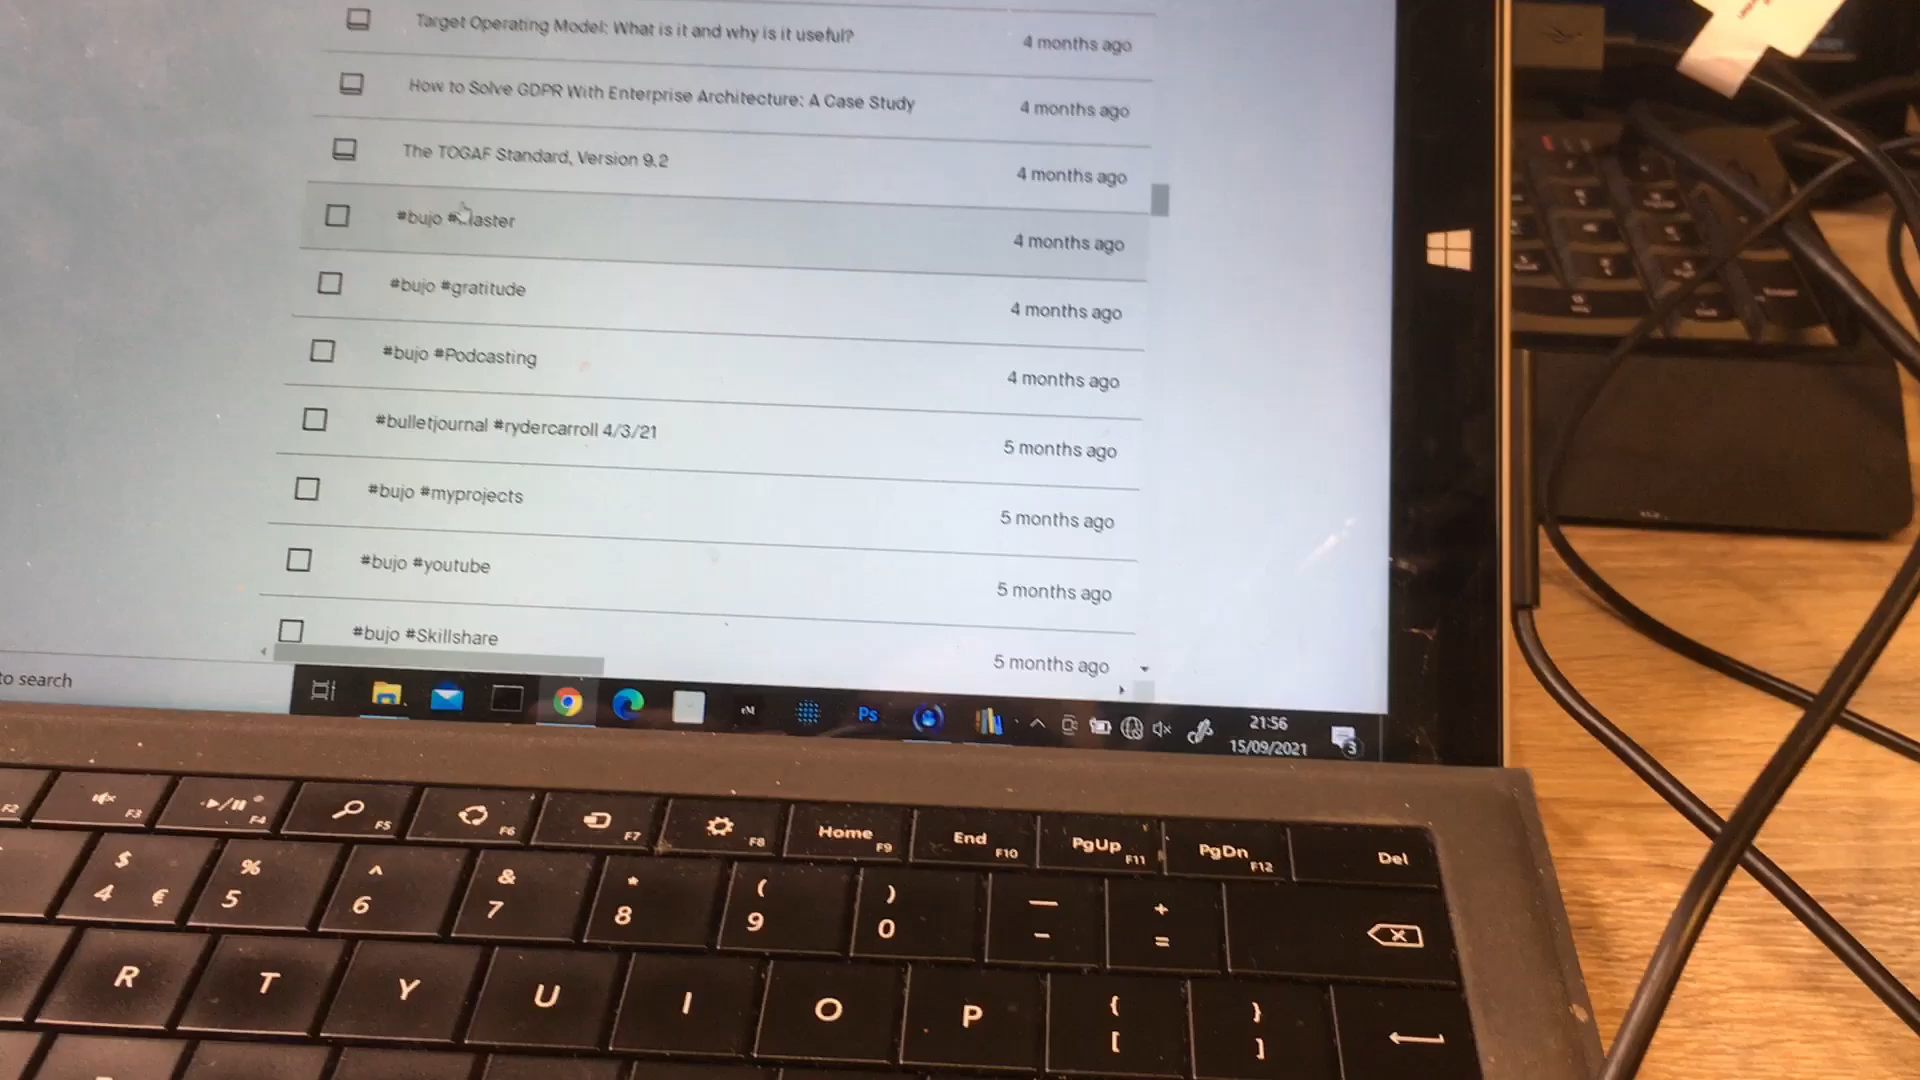 Target Operating Model: What is it and why is it useful? 4 months ago
How to Solve GDPR With Enterprise Architecture: A Case Study 4 months ago
The TOGAF Standard, Version 9.2 4 months ago
#bujo #Master 4 months ago
#bujo #gratitude 4 months ago
#bujo #Podcasting 4 months ago
#bulletjournal #rydercarroll 4/3/21 5 months ago
#bujo #myprojects 5 months ago
#bujo #youtube 5 months ago
#bujo #Skillshare 5 months ago
to search
rM Ps
21:56
15/09/2021
3
F2 F3 F4 F5 F6 F7 F8 Home F9 End F10 PgUp F11 PgDn F12 Del
$ % ^ & * ( ) — +
4 € 5 6 7 8 9 0 - =
R T Y U I O P { }
[ ]